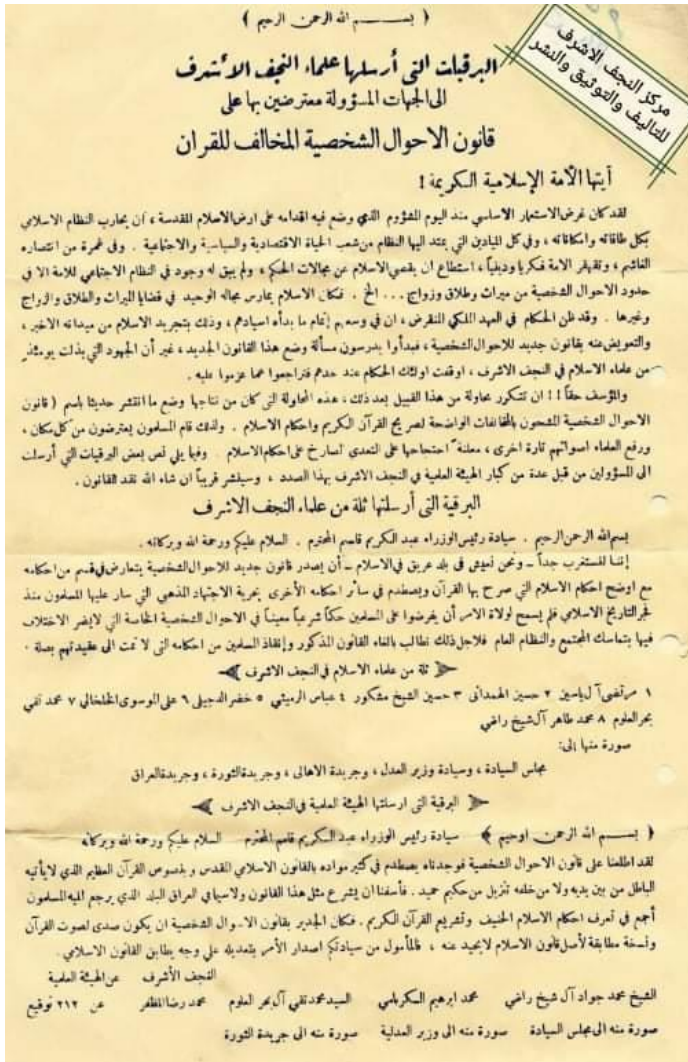 ( بســـم الله الرحمن الرحيم )
مركز النجف الاشرف
للتأليف والتوثيق والنشر
البرقيات التي أرسلها علماء النجف الأشرف
الى الجهات المسؤولة معترضين بها على
قانون الاحوال الشخصية المخالف للقران
أيتها الأمة الإسلامية الكريمة !
لقد كان غرض الاستعمار الاساسي منذ اليوم المشؤوم الذي وضع فيه اقدامه على ارض الاسلام المقدسة ، ان يحارب النظام الاسلامي
بكل طاقاته وامكاناته ، وفي كل الميادين التي يمتد اليها النظام من شعب الحياة الاقتصادية والسياسية والاجتماعية . وفي غمرة من انتصاره
الغاشم ، وتقهقر الامة فكريا ودينياً ، استطاع ان يقصي الاسلام عن مجالات الحكم ، ولم يبق له وجود في النظام الاجتماعي للامة الا في
حدود الاحوال الشخصية من ميراث وطلاق وزواج ... الخ . فكان الاسلام يمارس مجاله الوحيد في قضايا الميراث والطلاق والزواج
وغيرها . وقد ظن الحكام في العهد الملكي المنقرض ، ان في وسعهم إتمام ما بدأه اسيادهم ، وذلك بتجريد الاسلام من ميدانه الاخير ،
والتعويض عنه بقانون جديد للاحوال الشخصية ، فبدأوا يدرسون مسألة وضع هذا القانون الجديد ، غير أن الجهود التي بذلت يومئذ
من علماء الاسلام في النجف الاشرف ، اوقفت اولئك الحكام عند حدهم فتراجعوا عما عزموا عليه .
والمؤسف حقاً !! ان تتكرر محاولة من هذا القبيل بعد ذلك ، هذه المحاولة التي كان من نتاجها وضع ما انتشر حديثا باسم ( قانون
الاحوال الشخصية المشحون بالمخالفات الواضحة لصريح القرآن الكريم واحكام الاسلام . ولذلك قام المسلمون يعترضون من كل مكان ،
ورفع العلماء اصواتهم تارة اخرى ، معلنة احتجاجها على التعدي الصارخ على احكام الاسلام . وفيما يلي نص بعض البرقيات التي أرسلت
الى المسؤولين من قبل عدة من كبار الهيئة العلمية في النجف الاشرف بهذا الصدد ، وسينشر قريباً ان شاء الله نقد القانون .
البرقية التي أرسلتها ثلة من علماء النجف الاشرف
بسم الله الرحمن الرحيم . سيادة رئيس الوزراء عبد الكريم قاسم المحترم . السلام عليكم ورحمة الله وبركاته .
إننا لنستغرب جداً ــ ونحن نعيش في بلد عريق في الاسلام ــ أن يصدر قانون جديد للاحوال الشخصية يتعارض في قسم من احكامه
مع اوضح احكام الاسلام التي صرح بها القرآن ويصطدم في سائر احكامه الأخرى بحرية الاجتهاد المذهبي التي سار عليها المسلمون منذ
فجر التاريخ الاسلامي فلم يسمح لولاة الامر أن يفرضوا على المسلمين حكماً شرعياً معيناً في الاحوال الشخصية الخاصة التي لا يضر الاختلاف
فيها بتماسك المجتمع والنظام العام فلاجل ذلك نطالب بالغاء القانون المذكور وإنقاذ المسلمين من احكامه التي لا تمت الى عقيدتهم بصلة .
ثلة من علماء الاسلام في النجف الاشرف
١ مرتضى آل ياسين ٢ حسين الهمداني ٣ حسين الشيخ مشكور ٤ عباس الرميثي ٥ خضر الدجيلي ٦ علي الموسوي الخلخالي ٧ محمد تقي
بحر العلوم ٨ محمد طاهر آل شيخ راضي
صورة منها إلى:
مجلس السيادة ، وسيادة وزير العدل ، وجريدة الاهالي ، وجريدة الثورة ، وجريدة العراق
البرقية التي ارسلتها الهيئة العلمية في النجف الاشرف
( بســـم الله الرحمن اوحيم ) سيادة رئيس الوزراء عبد الكريم قاسم المحترم السلام عليكم ورحمة الله وبركاته
لقد اطلعنا على قانون الاحوال الشخصية فوجدناه يصطدم في كثير مواده بالقانون الاسلامي المقدس وبنصوص القرآن العظيم الذي لا يأتيه
الباطل من بين يديه ولا من خلفه تنزيل من حكيم حميد . فأسفنا ان يشرع مثل هذا القانون ولا سيما في العراق البلد الذي يرجع اليه المسلمون
أجمع في تعرف احكام الاسلام الحنيف وتشريع القرآن الكريم . فكان الجدير بقانون الاحوال الشخصية ان يكون صدى لصوت القرآن
ونسخة مطابقة لأصل قانون الاسلام لا يحيد عنه ، فالمأمول من سيادتكم اصدار الأمر بتعديله على وجه يطابق القانون الاسلامي .
النجف الأشرف عن الهيئة العلمية
الشيخ محمد جواد آل شيخ راضي محمد ابرهيم الكرباسي السيد محمد تقي آل بحر العلوم محمد رضا المظفر عن ٢١٢ توقيع
صورة منه الى مجلس السيادة صورة منه الى وزير العدلية صورة منه الى جريدة الثورة